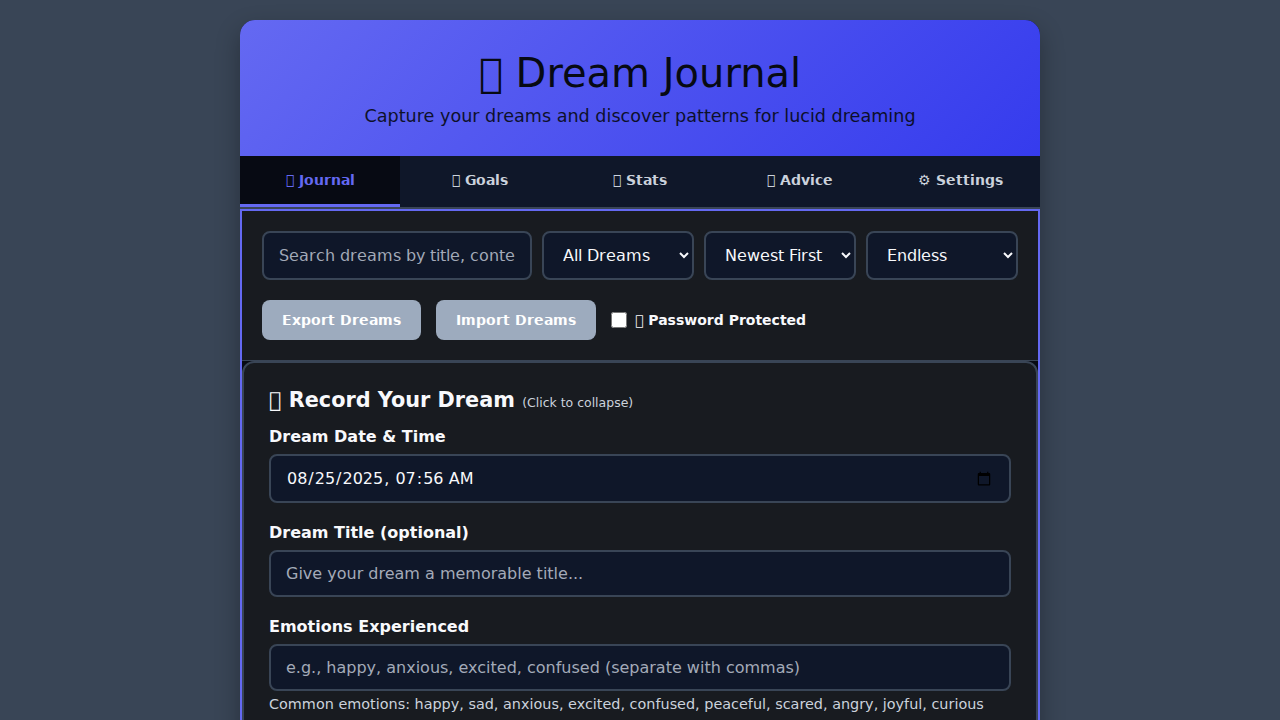 Dream Journal
Capture your dreams and discover patterns for lucid dreaming
Journal
Goals
Stats
Advice
⚙ Settings
Search dreams by title, conte
All Dreams
Newest First
Endless
Export Dreams
Import Dreams
Password Protected
Record Your Dream (Click to collapse)
Dream Date & Time
08/25/2025, 07:56 AM
Dream Title (optional)
Give your dream a memorable title...
Emotions Experienced
e.g., happy, anxious, excited, confused (separate with commas)
Common emotions: happy, sad, anxious, excited, confused, peaceful, scared, angry, joyful, curious